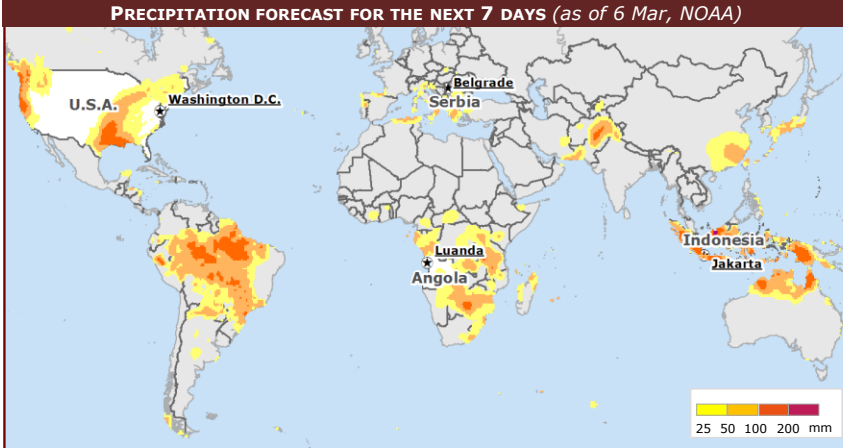 PRECIPITATION FORECAST FOR THE NEXT 7 DAYS (as of 6 Mar, NOAA)
Belgrade
U.S.A.
Washington D.C.
Serbia
Indonesia
Luanda
Jakarta
Angola
25 50 100 200 mm